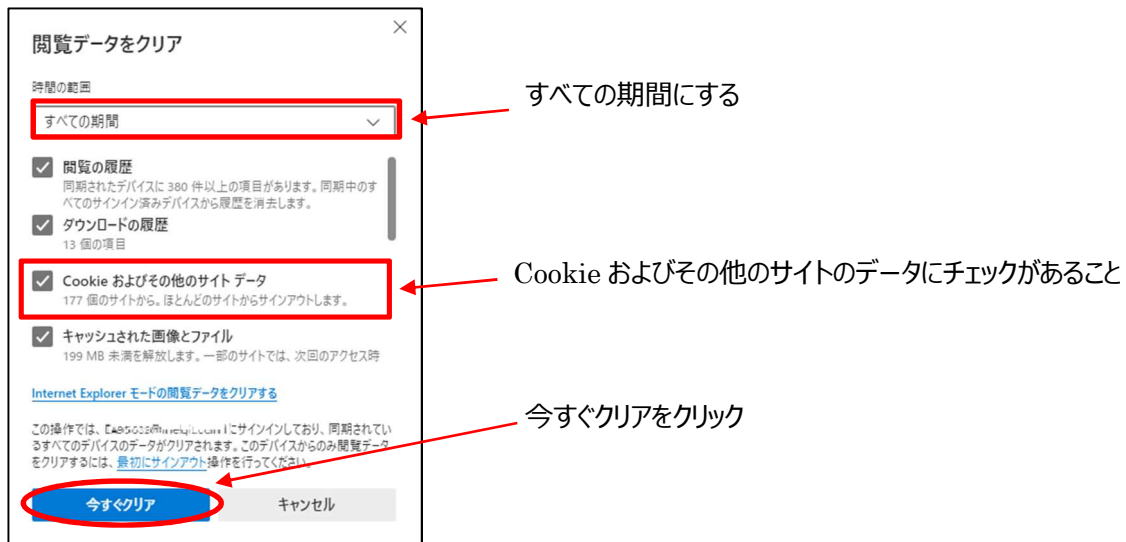 閲覧データをクリア
時間の範囲
すべての期間
すべての期間にする
閲覧の履歴
同期されたデバイスに 380 件以上の項目があります。同期中のす
べてのサインイン済みデバイスから履歴を消去します。
ダウンロードの履歴
13 個の項目
Cookie およびその他のサイト データ
177 個のサイトから。ほとんどのサイトからサインアウトします。
Cookie およびその他のサイトのデータにチェックがあること
キャッシュされた画像とファイル
199 MB 未満を解放します。一部のサイトでは、次回のアクセス時
Internet Explorer モードの閲覧データをクリアする
今すぐクリアをクリック
この操作では、にサインインしており、同期されてい
るすべてのデバイスのデータがクリアされます。このデバイスからのみ閲覧データ
をクリアするには、最初にサインアウト操作を行ってください。
今すぐクリア
キャンセル